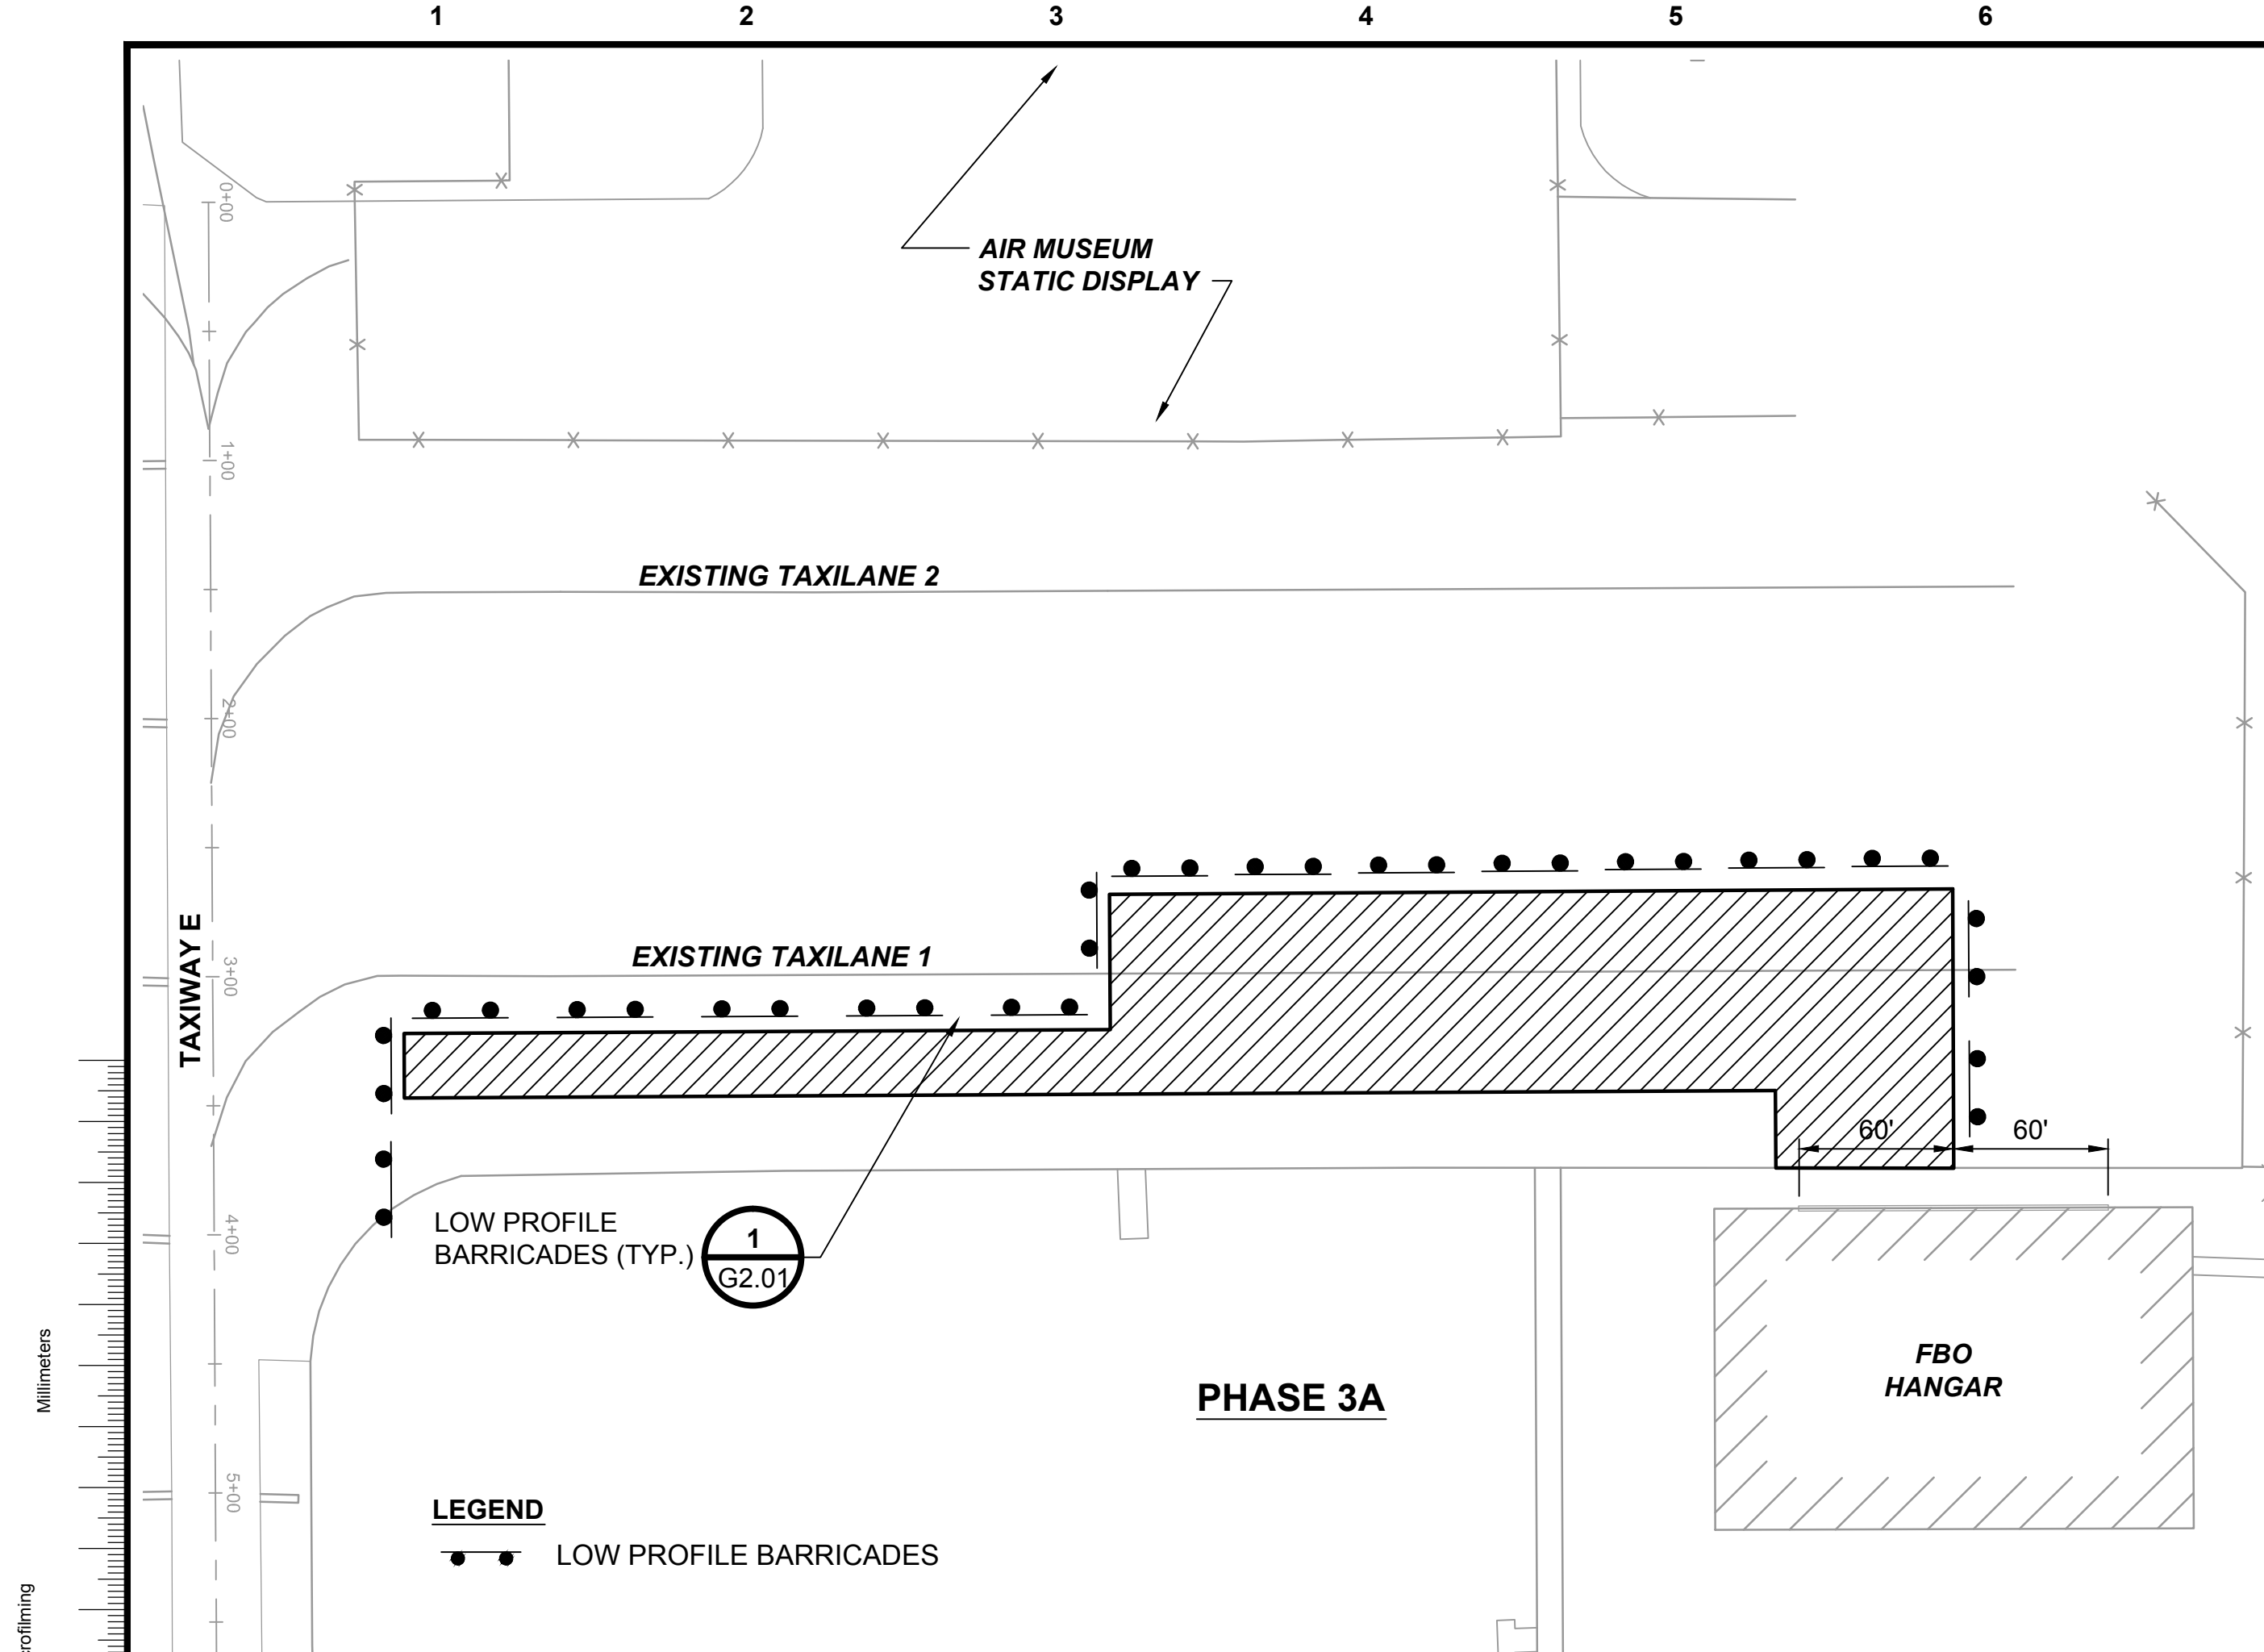 1 2 3 4 5 6
0+00
AIR MUSEUM
STATIC DISPLAY
1+00
EXISTING TAXILANE 2
2+00
TAXIWAY E
EXISTING TAXILANE 1
3+00
60' 60'
4+00
LOW PROFILE
BARRICADES (TYP.)
1
G2.01
Millimeters
FBO
HANGAR
PHASE 3A
5+00
LEGEND
LOW PROFILE BARRICADES